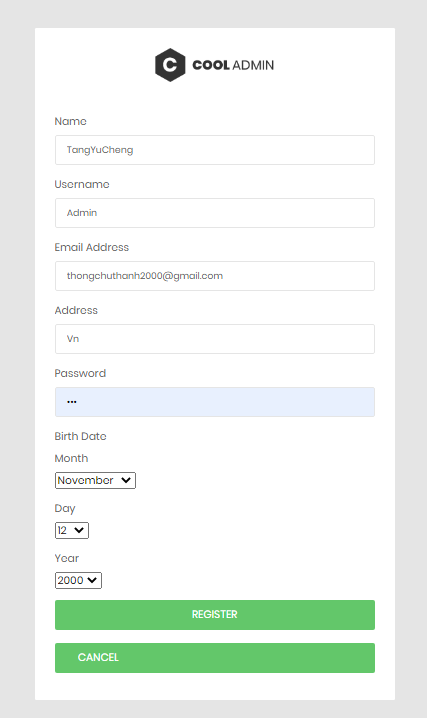 C COOL ADMIN
Name
TangYuCheng
Username
Admin
Email Address
thongchuthanh2000@gmail.com
Address
Vn
Password
•••
Birth Date
Month
November
Day
12
Year
2000
REGISTER
CANCEL